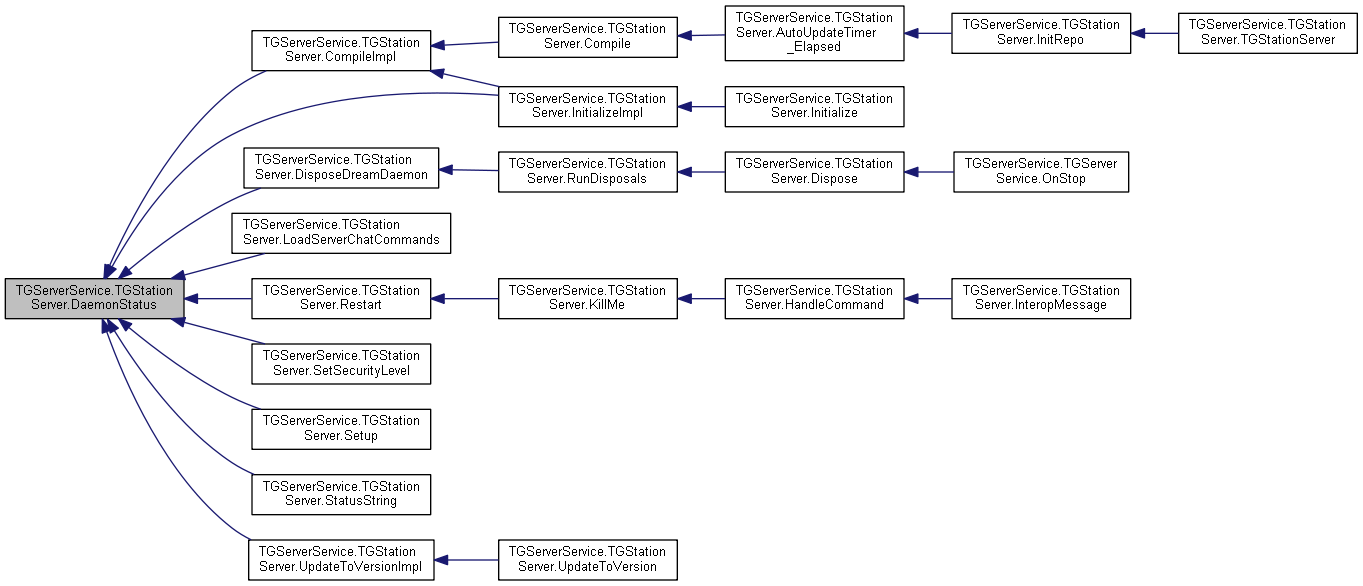 TGServerService.TGStation
Server.DaemonStatus
TGServerService.TGStation
Server.CompileImpl
TGServerService.TGStation
Server.Compile
TGServerService.TGStation
Server.AutoUpdateTimer
_Elapsed
TGServerService.TGStation
Server.InitRepo
TGServerService.TGStation
Server.TGStationServer
TGServerService.TGStation
Server.InitializeImpl
TGServerService.TGStation
Server.Initialize
TGServerService.TGStation
Server.DisposeDreamDaemon
TGServerService.TGStation
Server.RunDisposals
TGServerService.TGStation
Server.Dispose
TGServerService.TGServer
Service.OnStop
TGServerService.TGStation
Server.LoadServerChatCommands
TGServerService.TGStation
Server.Restart
TGServerService.TGStation
Server.KillMe
TGServerService.TGStation
Server.HandleCommand
TGServerService.TGStation
Server.InteropMessage
TGServerService.TGStation
Server.SetSecurityLevel
TGServerService.TGStation
Server.Setup
TGServerService.TGStation
Server.StatusString
TGServerService.TGStation
Server.UpdateToVersionImpl
TGServerService.TGStation
Server.UpdateToVersion